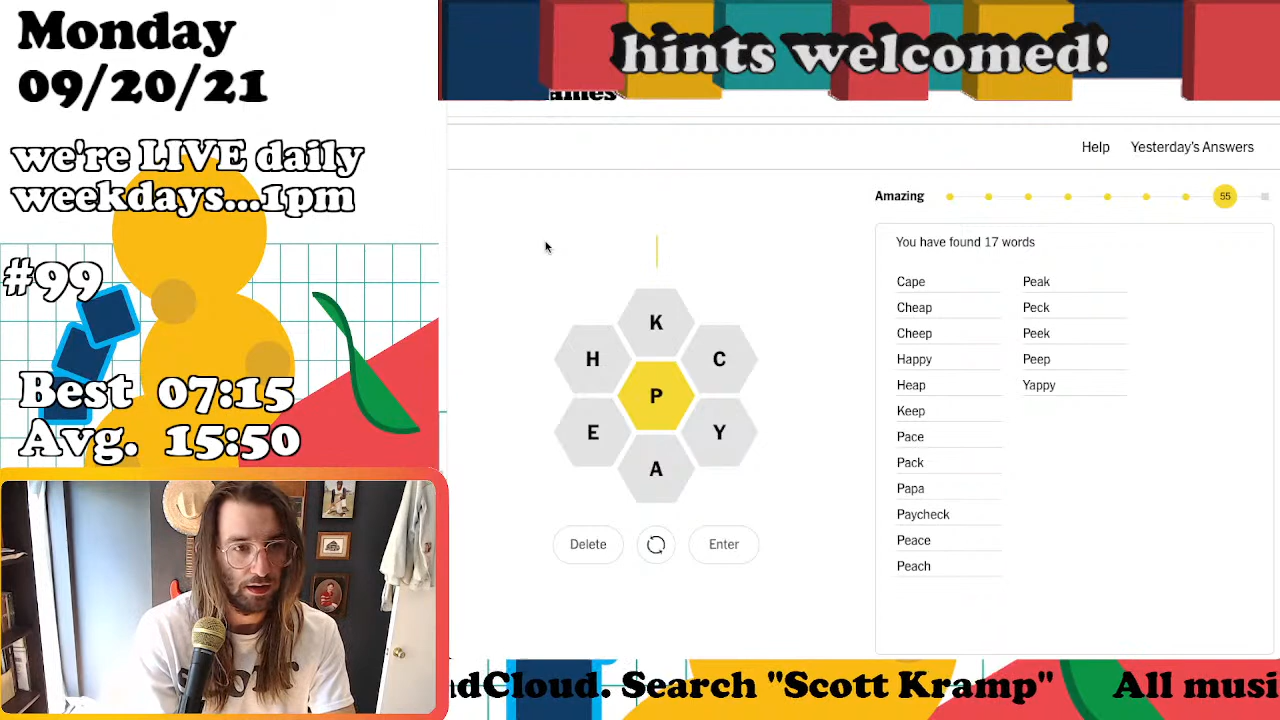 Monday
09/20/21
we're LIVE daily
weekdays...1pm
#99
Best 07:15
Avg. 15:50
hints welcomed!
Help
Yesterday's Answers
Amazing
55
You have found 17 words
Cape
Cheap
Cheep
Happy
Heap
Keep
Pace
Pack
Papa
Paycheck
Peace
Peach
Peak
Peck
Peek
Peep
Yappy
K
H
C
P
E
Y
A
Delete
Enter
Search "Scott Kramp"
All